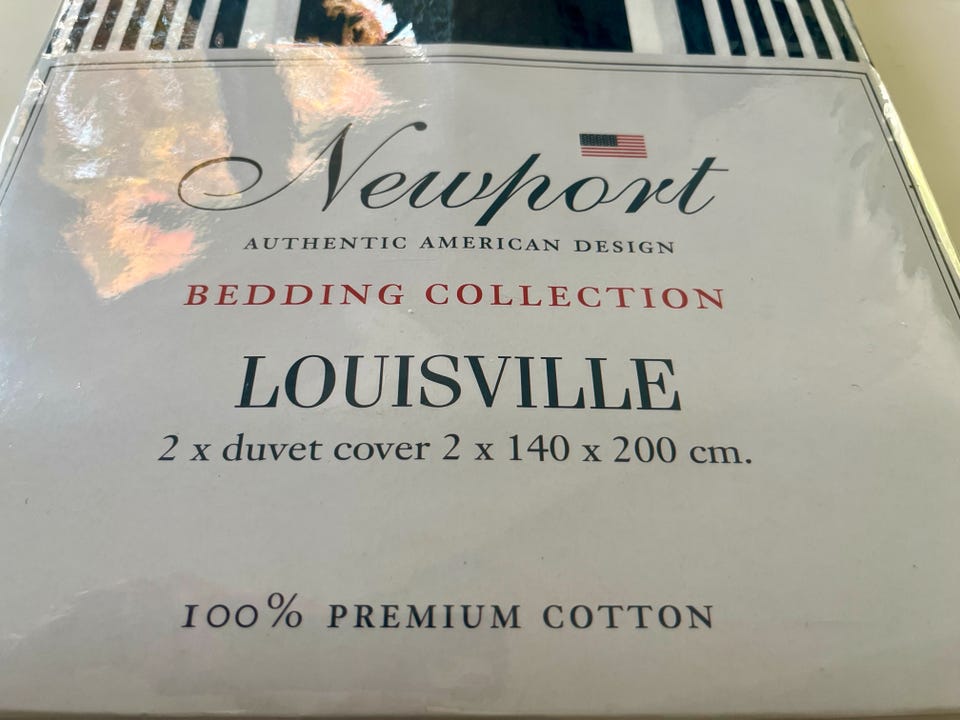 Newport
AUTHENTIC AMERICAN DESIGN
BEDDING COLLECTION
LOUISVILLE
2 x duvet cover 2 x 140 x 200 cm.
100% PREMIUM COTTON